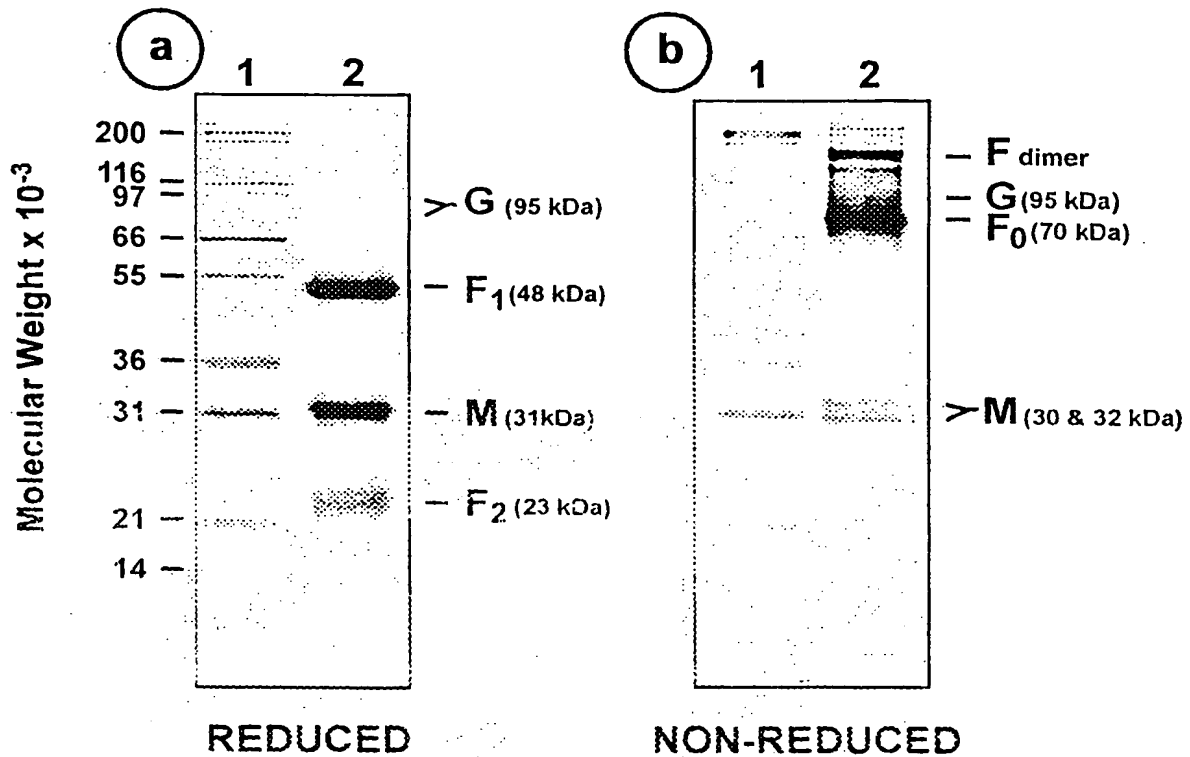 a
1 2
Molecular Weight x 10-3
200
116
97
66
55
36
31
21
14
G (95 kDa)
F1 (48 kDa)
M (31kDa)
F2 (23 kDa)
REDUCED
b
1 2
F dimer
G (95 kDa)
F0 (70 kDa)
M (30 & 32 kDa)
NON-REDUCED